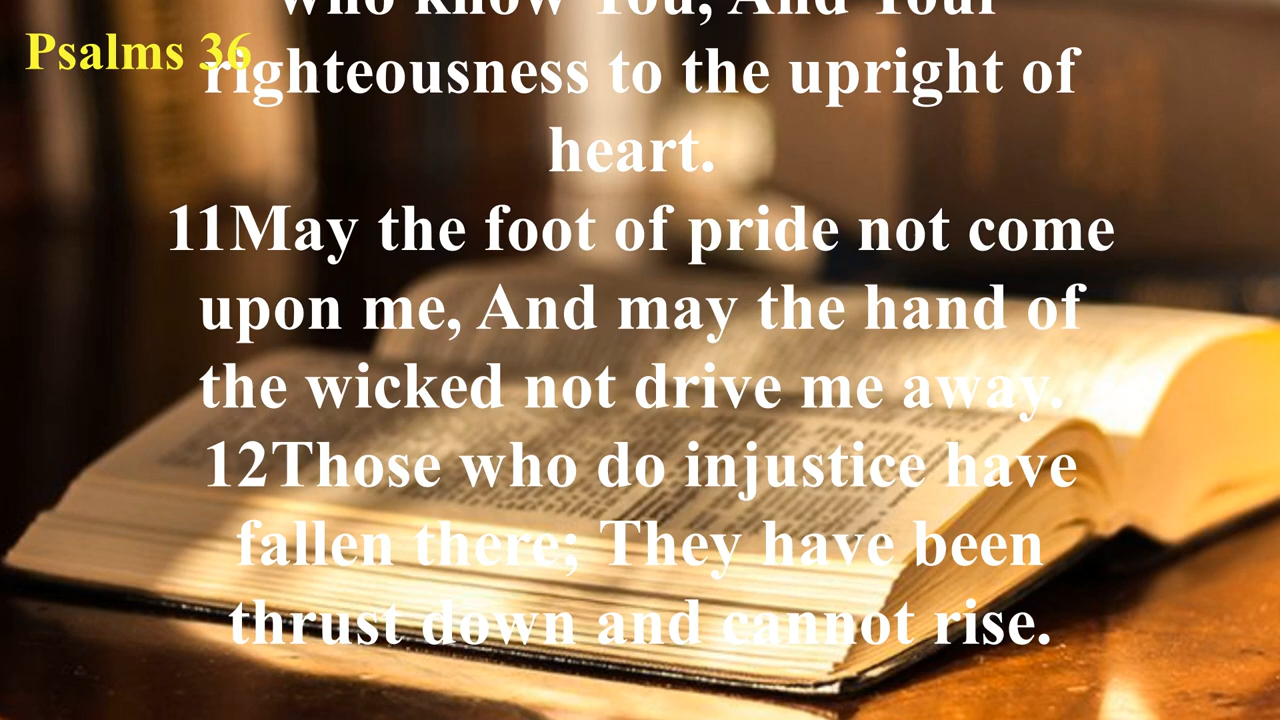 who know You, And Your
Psalms 36
righteousness to the upright of
heart.
11May the foot of pride not come
upon me, And may the hand of
the wicked not drive me away.
12Those who do injustice have
fallen there; They have been
thrust down and cannot rise.